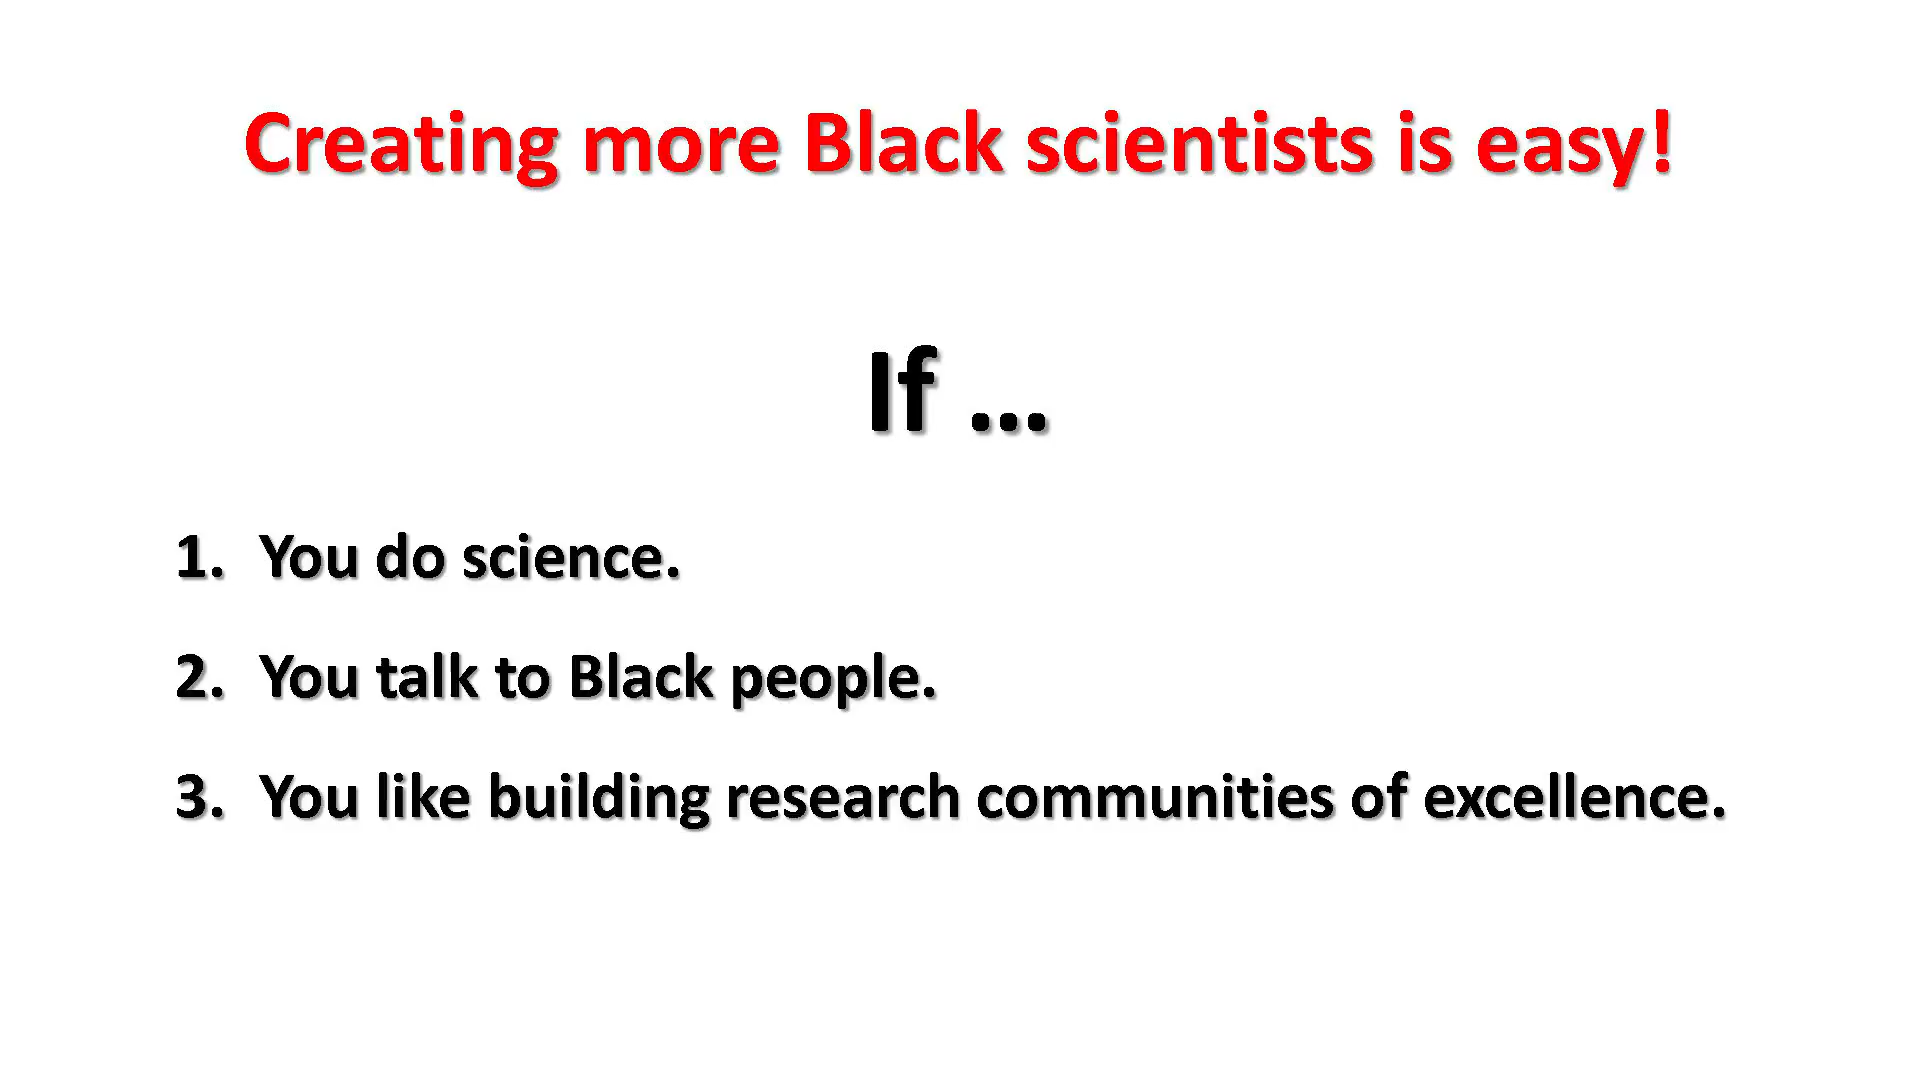 Creating more Black scientists is easy!
If ...
1. You do science.
2. You talk to Black people.
3. You like building research communities of excellence.